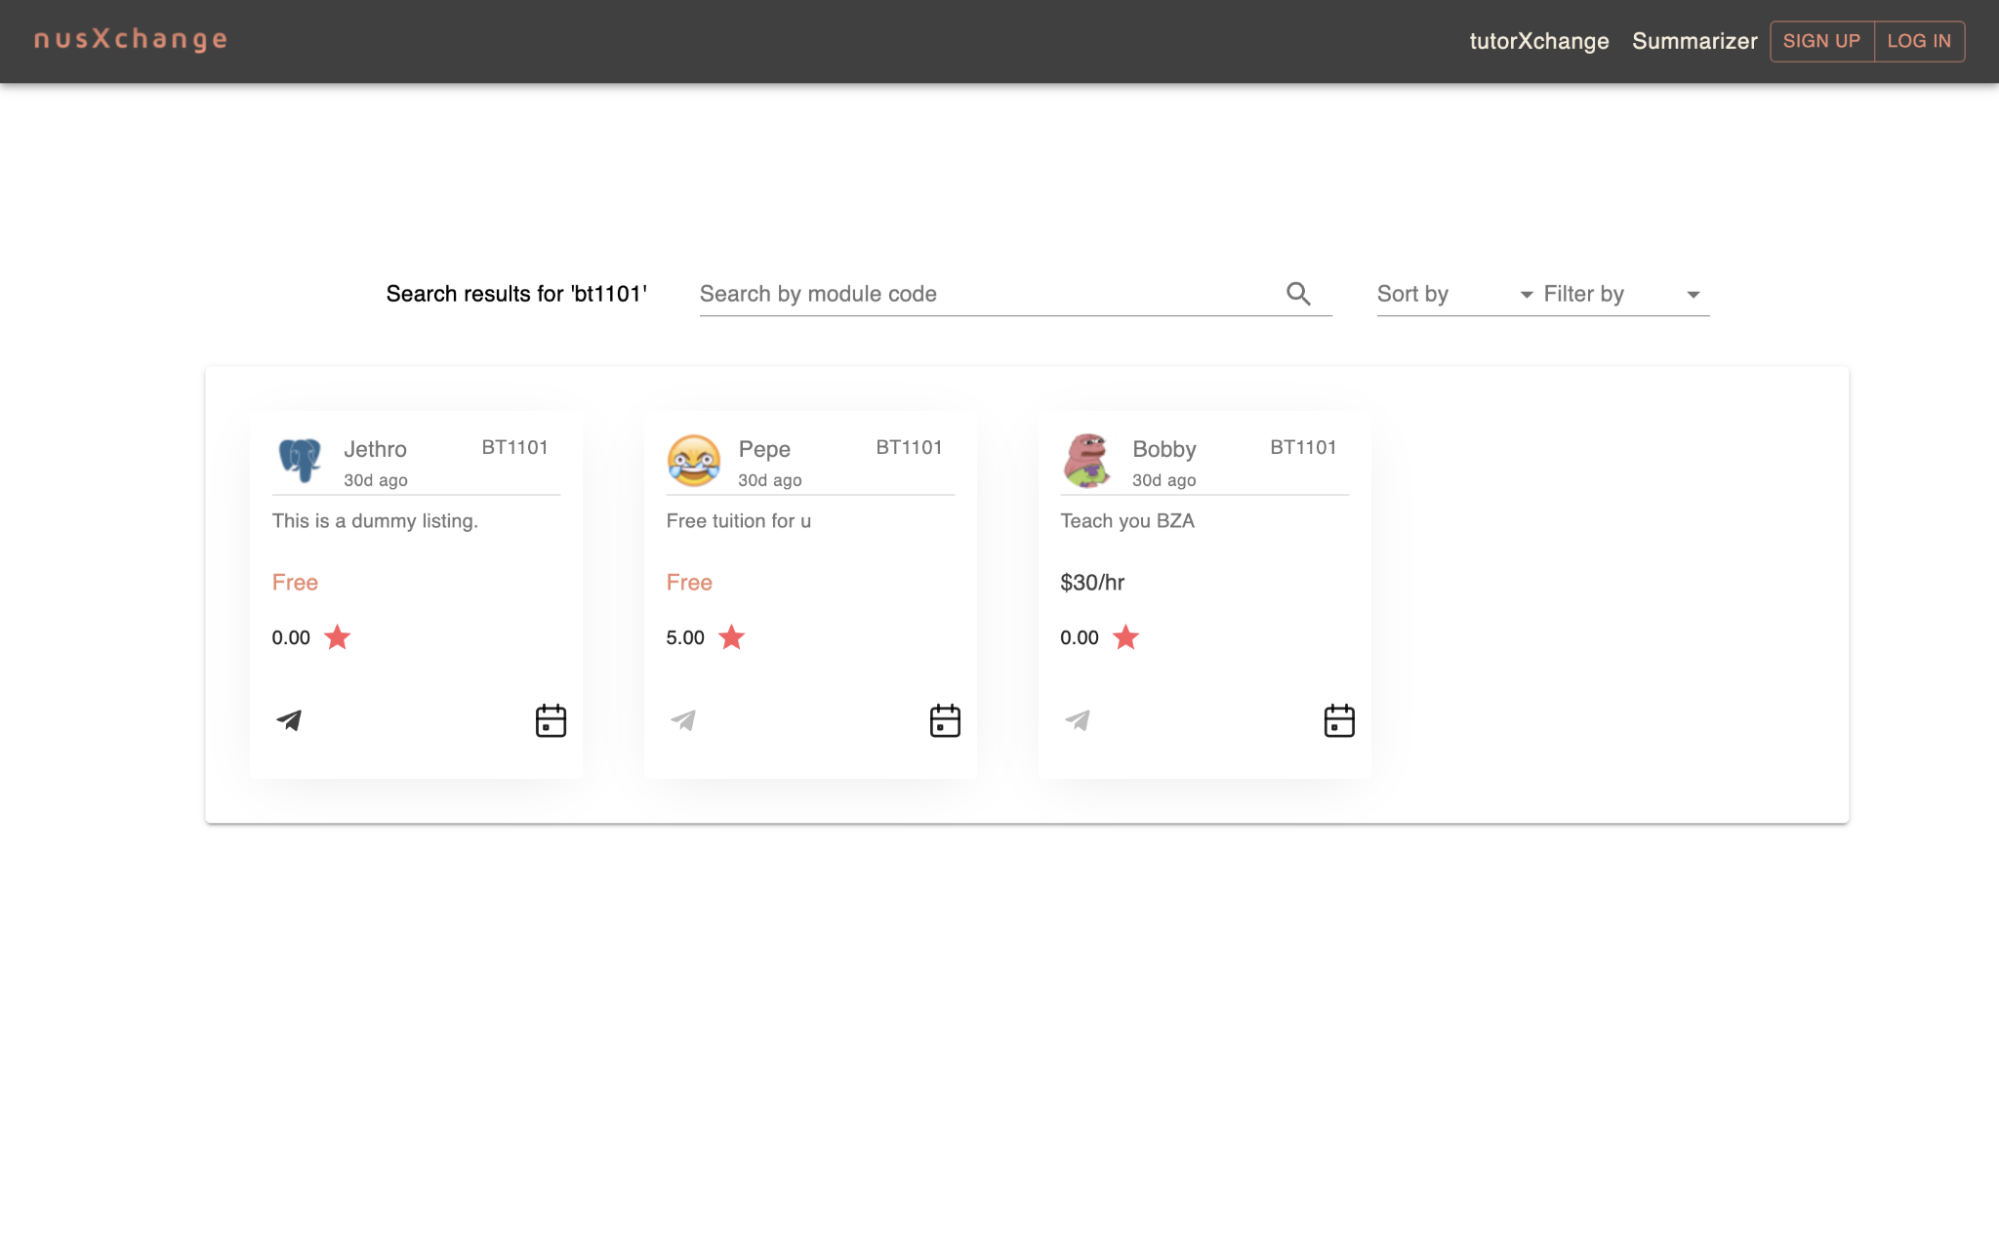 nusXchange
tutorXchange Summarizer SIGN UP LOG IN
Search results for 'bt1101' Search by module code Sort by Filter by
Jethro BT1101
30d ago
This is a dummy listing.
Free
0.00
Pepe BT1101
30d ago
Free tuition for u
Free
5.00
Bobby BT1101
30d ago
Teach you BZA
$30/hr
0.00